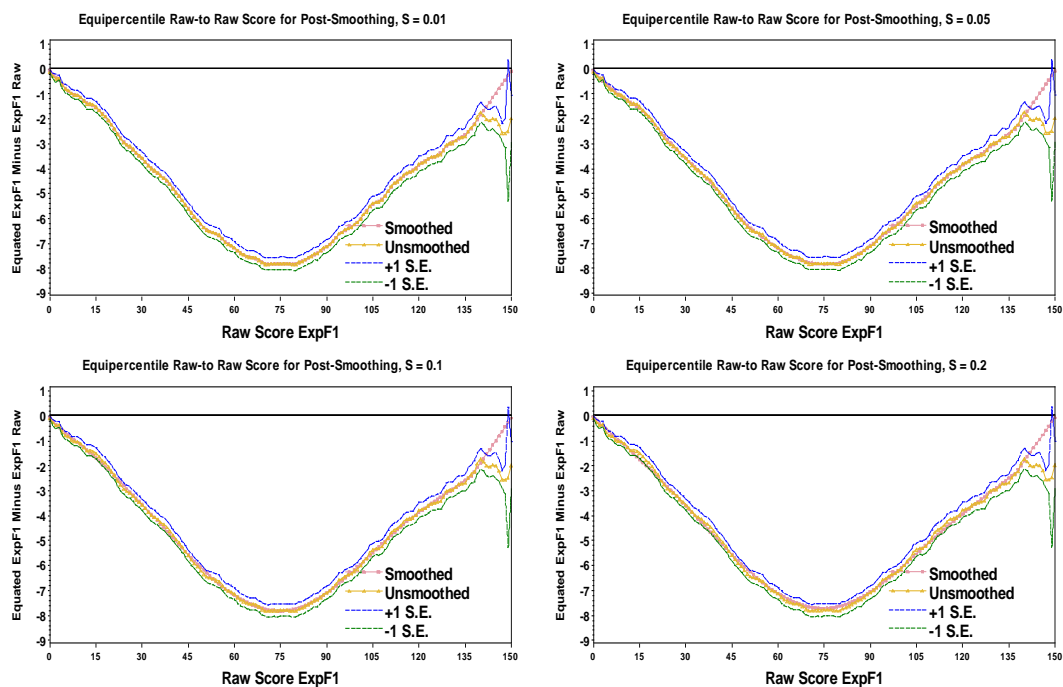 Equipercentile Raw-to Raw Score for Post-Smoothing, S = 0.01
Equated ExpF1 Minus ExpF1 Raw
1
0
-1
-2
-3
-4
-5
-6
-7
-8
-9
Smoothed
Unsmoothed
+1 S.E.
-1 S.E.
0 15 30 45 60 75 90 105 120 135 150
Raw Score ExpF1
Equipercentile Raw-to Raw Score for Post-Smoothing, S = 0.05
Equated ExpF1 Minus ExpF1 Raw
1
0
-1
-2
-3
-4
-5
-6
-7
-8
-9
Smoothed
Unsmoothed
+1 S.E.
-1 S.E.
0 15 30 45 60 75 90 105 120 135 150
Raw Score ExpF1
Equipercentile Raw-to Raw Score for Post-Smoothing, S = 0.1
Equated ExpF1 Minus ExpF1 Raw
1
0
-1
-2
-3
-4
-5
-6
-7
-8
-9
Smoothed
Unsmoothed
+1 S.E.
-1 S.E.
0 15 30 45 60 75 90 105 120 135 150
Raw Score ExpF1
Equipercentile Raw-to Raw Score for Post-Smoothing, S = 0.2
Equated ExpF1 Minus ExpF1 Raw
1
0
-1
-2
-3
-4
-5
-6
-7
-8
-9
Smoothed
Unsmoothed
+1 S.E.
-1 S.E.
0 15 30 45 60 75 90 105 120 135 150
Raw Score ExpF1